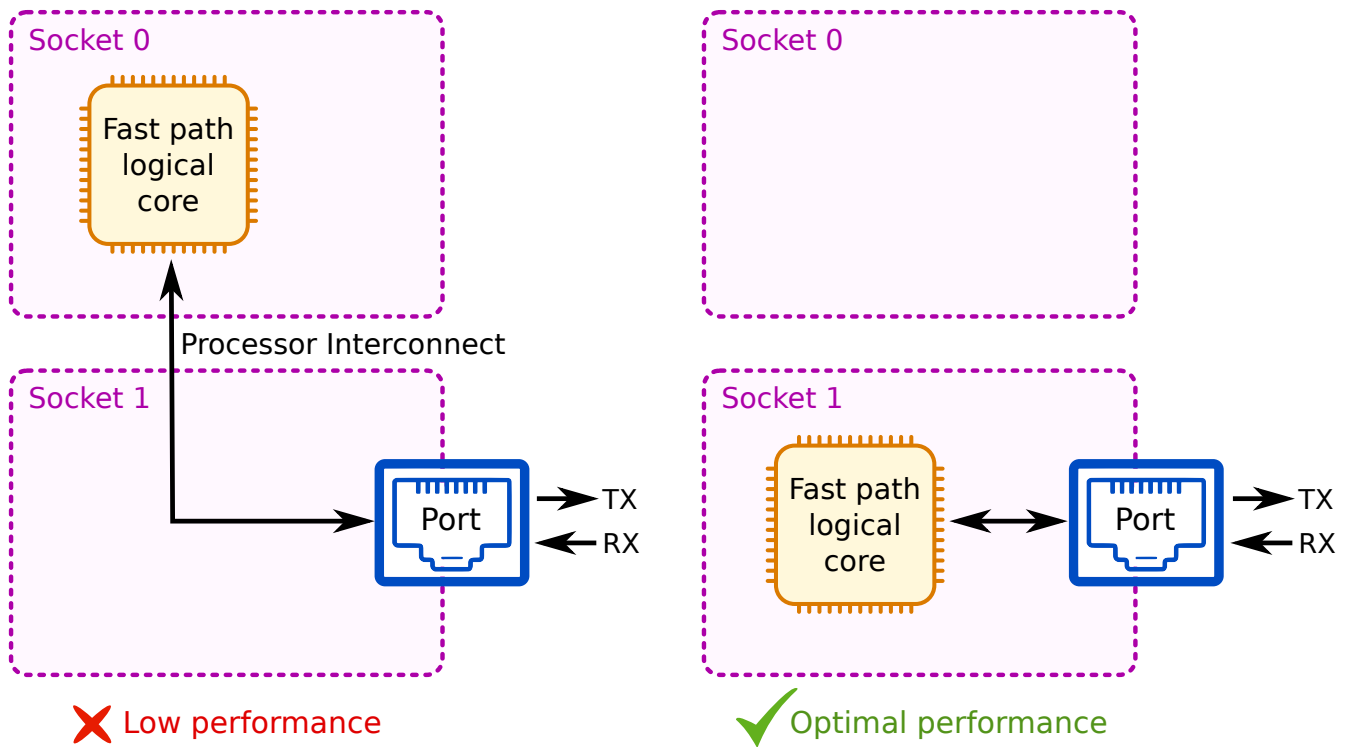 Socket 0
Fast path
logical
core
Processor Interconnect
Socket 1
Port
TX
RX
Low performance
Socket 0
Socket 1
Fast path
logical
core
Port
TX
RX
Optimal performance